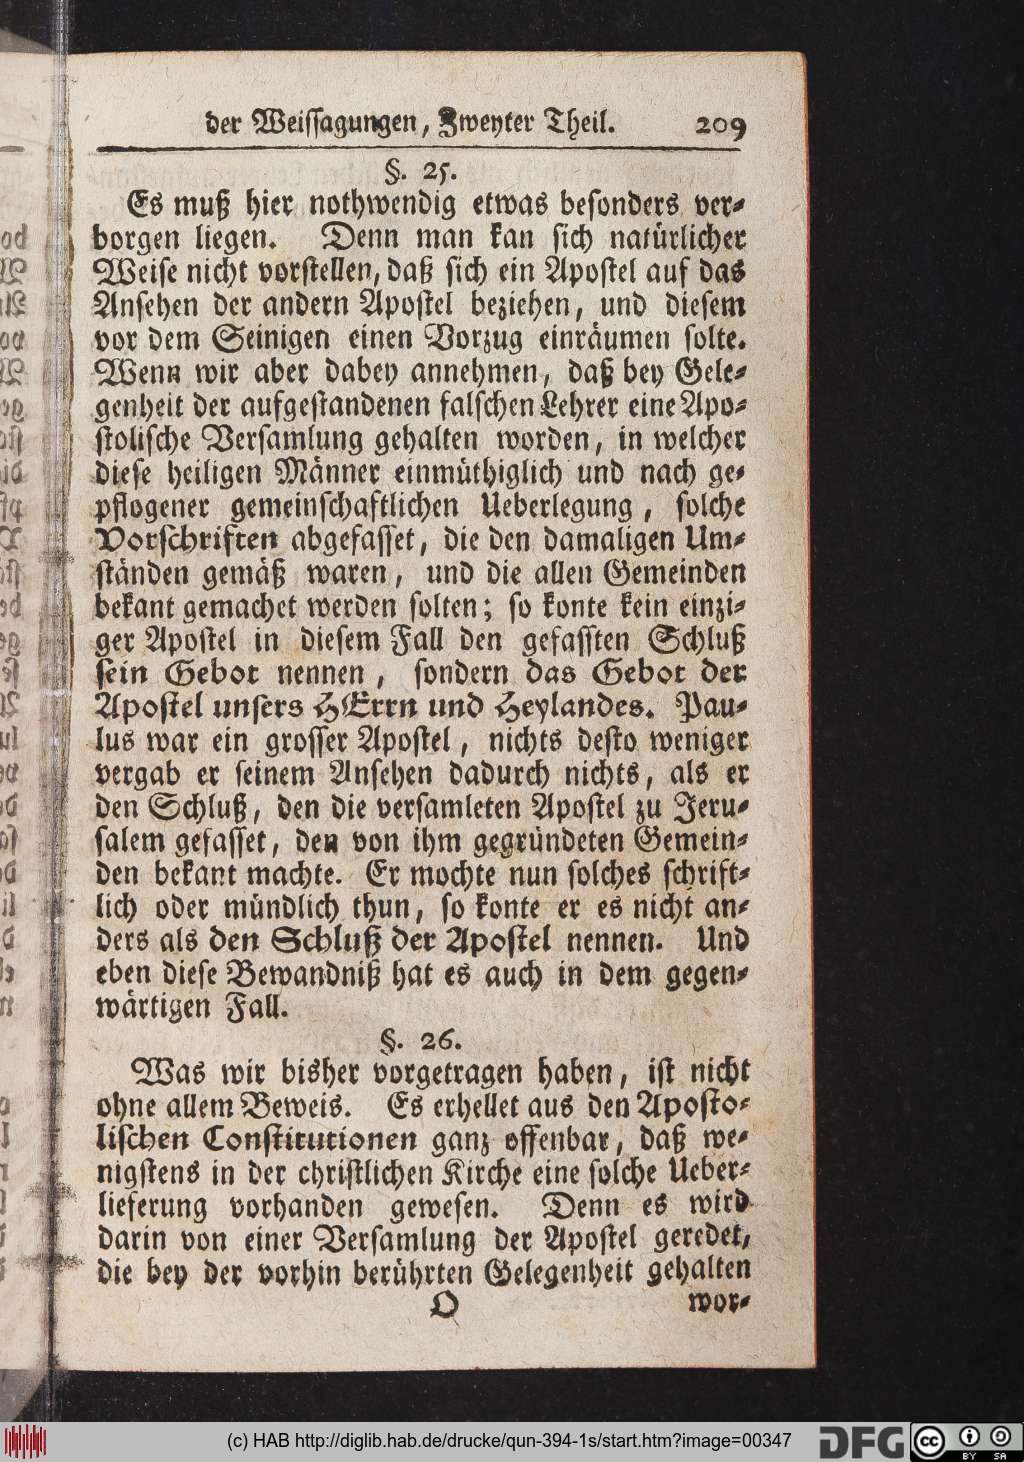 der Weissagungen, Zweyter Theil. 209
§. 25.
Es muß hier nothwendig etwas besonders ver-
borgen liegen. Denn man kan sich natürlicher
Weise nicht vorstellen, daß sich ein Apostel auf das
Ansehen der andern Apostel beziehen, und diesem
vor dem Seinigen einen Vorzug einräumen solte.
Wenn wir aber dabey annehmen, daß bey Gele-
genheit der aufgestandenen falschen Lehrer eine Apo-
stolische Versamlung gehalten worden, in welcher
diese heiligen Männer einmüthiglich und nach ge-
pflogener gemeinschaftlichen Ueberlegung, solche
Vorschriften abgefasset, die den damaligen Um-
ständen gemäß waren, und die allen Gemeinden
bekant gemachet werden solten; so konte kein einzi-
ger Apostel in diesem Fall den gefassten Schluß
sein Gebot nennen, sondern das Gebot der
Apostel unsers HErrn und Heylandes. Pau-
lus war ein grosser Apostel, nichts desto weniger
vergab er seinem Ansehen dadurch nichts, als er
den Schluß, den die versamleten Apostel zu Jeru-
salem gefasset, den von ihm gegründeten Gemein-
den bekant machte. Er mochte nun solches schrift-
lich oder mündlich thun, so konte er es nicht an-
ders als den Schluß der Apostel nennen. Und
eben diese Bewandniß hat es auch in dem gegen-
wärtigen Fall.
§. 26.
Was wir bisher vorgetragen haben, ist nicht
ohne allem Beweis. Es erhellet aus den Aposto-
lischen Constitutionen ganz offenbar, daß we-
nigstens in der christlichen Kirche eine solche Ueber-
lieferung vorhanden gewesen. Denn es wird
darin von einer Versamlung der Apostel geredet,
die bey der vorhin berührten Gelegenheit gehalten
O wor-
(c) HAB http://diglib.hab.de/drucke/qun-394-1s/start.htm?image=00347 DFG cc BY SA